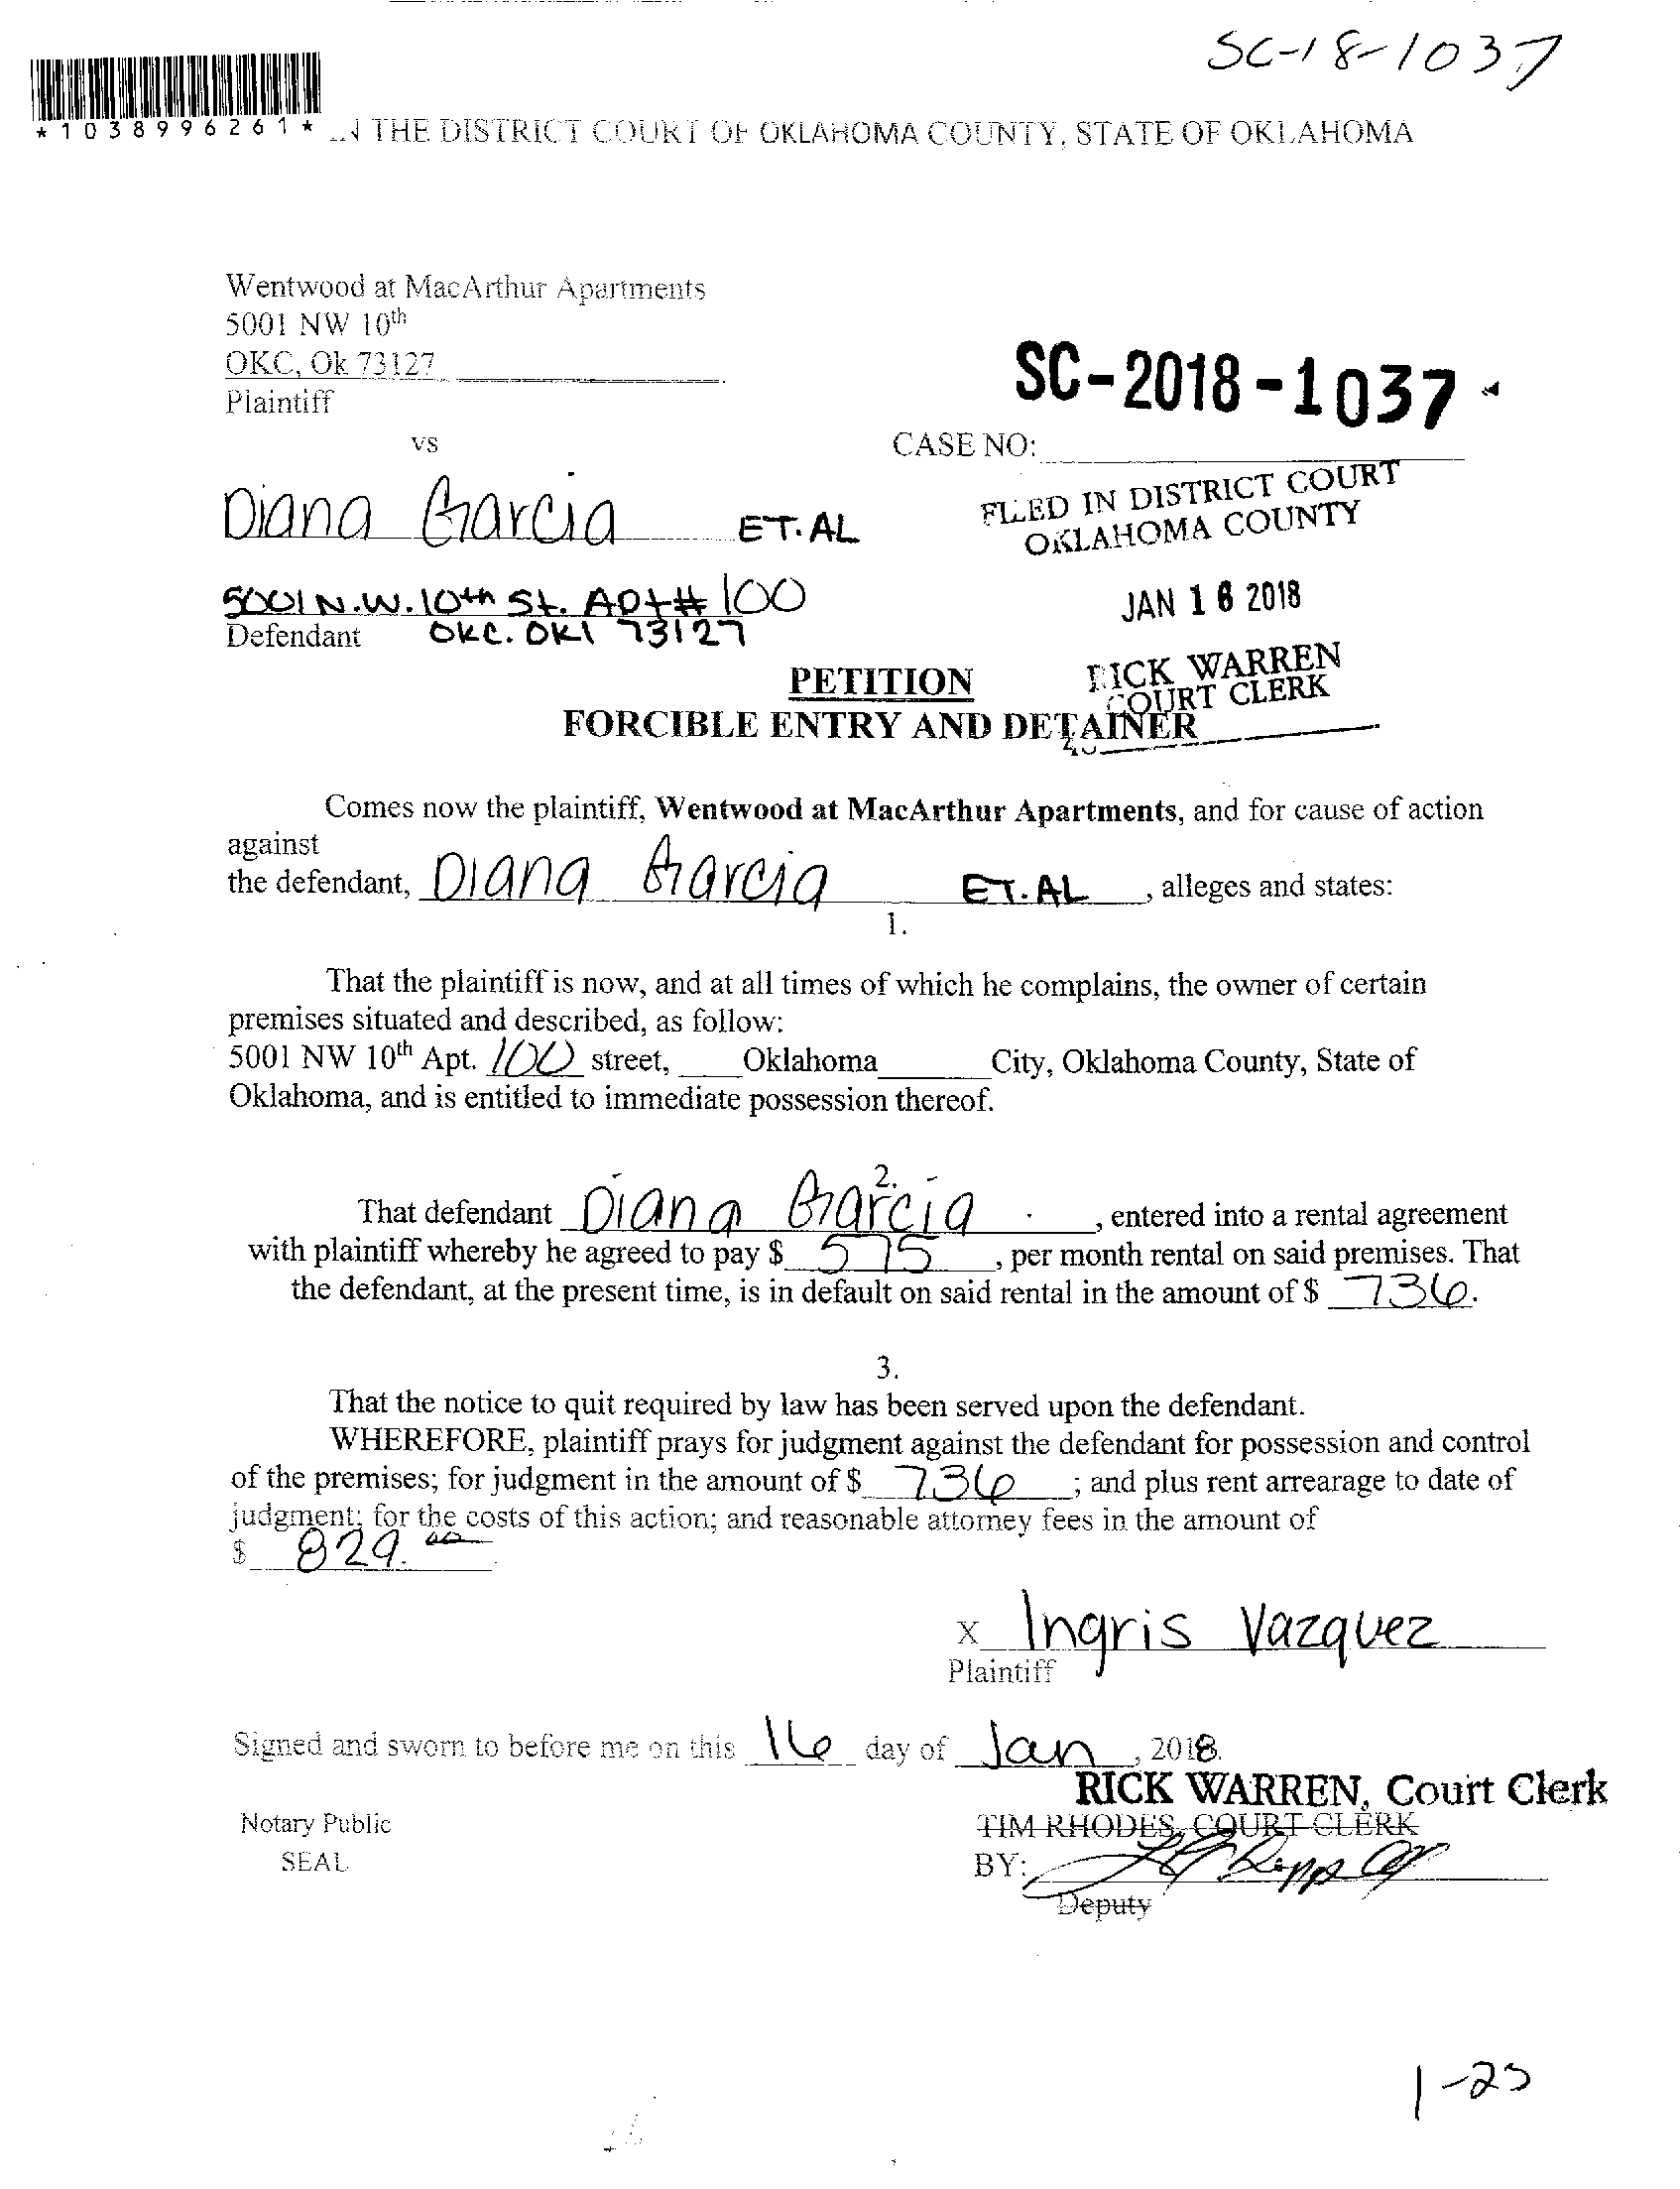 SC-18-1037
*1038996261*
THE DISTRICT COURT OF OKLAHOMA COUNTY, STATE OF OKLAHOMA
Wentwood at MacArthur Apartments
5001 NW 10th
OKC, Ok 73127
Plaintiff
SC-2018-1037
vs
CASE NO:
Diana Garcia ET. AL
FILED IN DISTRICT COURT
OKLAHOMA COUNTY
5001 N.W. 10th St. Apt# 100
JAN 16 2018
Defendant OKC. OKl 73127
RICK WARREN
COURT CLERK
PETITION
FORCIBLE ENTRY AND DETAINER
Comes now the plaintiff, Wentwood at MacArthur Apartments, and for cause of action
against
the defendant, Diana Garcia ET. AL , alleges and states:
1.
That the plaintiff is now, and at all times of which he complains, the owner of certain
premises situated and described, as follow:
5001 NW 10th Apt. 100 street, Oklahoma City, Oklahoma County, State of
Oklahoma, and is entitled to immediate possession thereof.
2.
That defendant Diana Garcia , entered into a rental agreement
with plaintiff whereby he agreed to pay $ 575 , per month rental on said premises. That
the defendant, at the present time, is in default on said rental in the amount of $ 736.
3.
That the notice to quit required by law has been served upon the defendant.
WHEREFORE, plaintiff prays for judgment against the defendant for possession and control
of the premises; for judgment in the amount of $ 736 ; and plus rent arrearage to date of
judgment; for the costs of this action; and reasonable attorney fees in the amount of
$ 829.00
x Ingris Vazquez
Plaintiff
Signed and sworn to before me on this 16 day of Jan , 2018.
RICK WARREN, Court Clerk
Notary Public
TIM RHODES, COURT CLERK
SEAL
BY:
Deputy